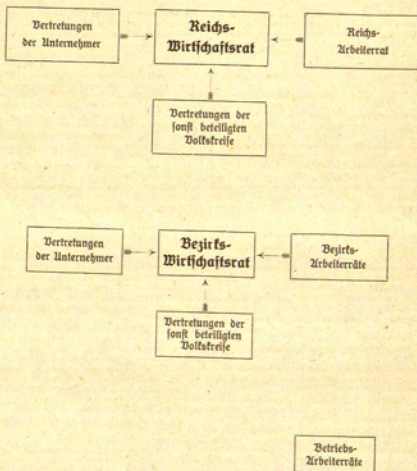 Vertretungen
der Unternehmer
Reichs-
Wirtschaftsrat
Reichs-
Arbeiterrat
Vertretungen der
sonst beteiligten
Volkskreise
Vertretungen
der Unternehmer
Bezirks-
Wirtschaftsrat
Bezirks-
Arbeiterräte
Vertretungen der
sonst beteiligten
Volkskreise
Betriebs-
Arbeiterräte